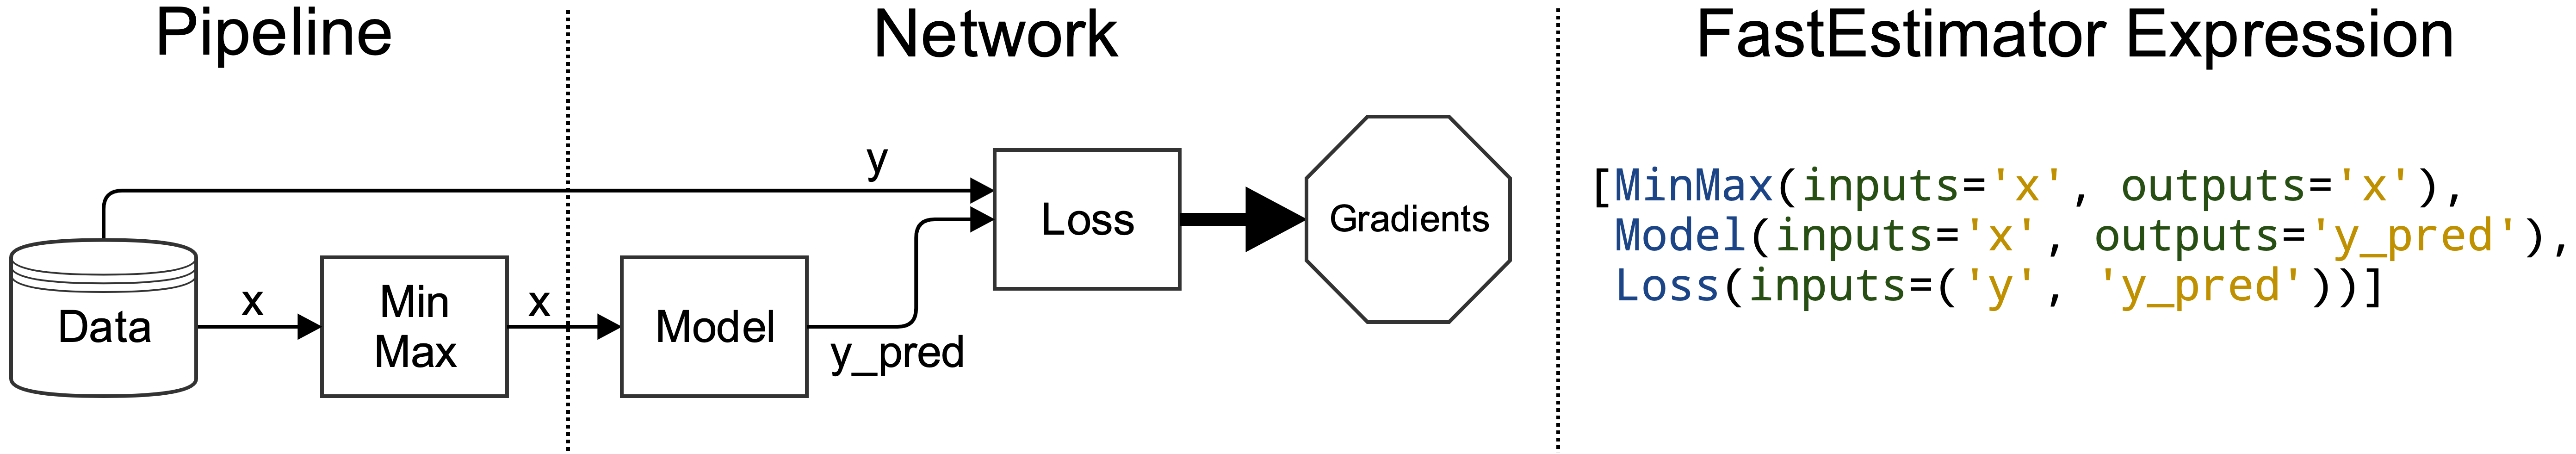 Pipeline
Network
FastEstimator Expression
y
Loss
Gradients
Data
x
Min
Max
x
Model
y_pred
[MinMax(inputs='x', outputs='x'),
Model(inputs='x', outputs='y_pred'),
Loss(inputs=('y', 'y_pred'))]